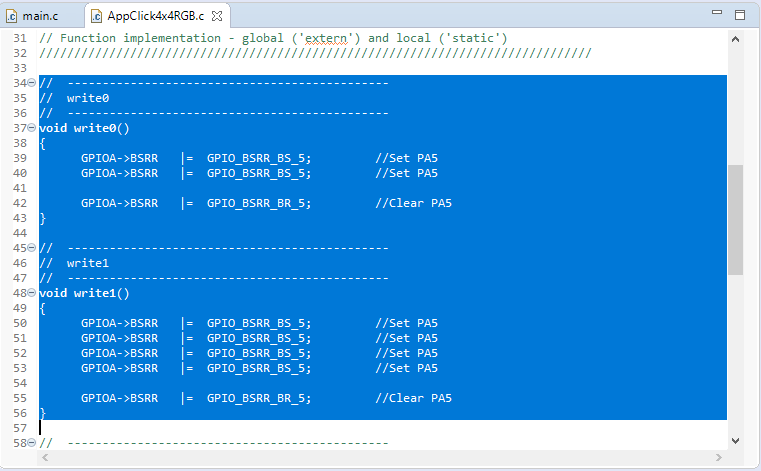 main.c AppClick4x4RGB.c
31 // Function implementation - global ('extern') and local ('static')
32 ///////////////////////////////////////////////////////////////////////////////
33
34 // ----------------------------------------------
35 // write0
36 // ----------------------------------------------
37 void write0()
38 {
39 GPIOA->BSRR |= GPIO_BSRR_BS_5; //Set PA5
40 GPIOA->BSRR |= GPIO_BSRR_BS_5; //Set PA5
41
42 GPIOA->BSRR |= GPIO_BSRR_BR_5; //Clear PA5
43 }
44
45 // ----------------------------------------------
46 // write1
47 // ----------------------------------------------
48 void write1()
49 {
50 GPIOA->BSRR |= GPIO_BSRR_BS_5; //Set PA5
51 GPIOA->BSRR |= GPIO_BSRR_BS_5; //Set PA5
52 GPIOA->BSRR |= GPIO_BSRR_BS_5; //Set PA5
53 GPIOA->BSRR |= GPIO_BSRR_BS_5; //Set PA5
54
55 GPIOA->BSRR |= GPIO_BSRR_BR_5; //Clear PA5
56 }
57
58 // ----------------------------------------------